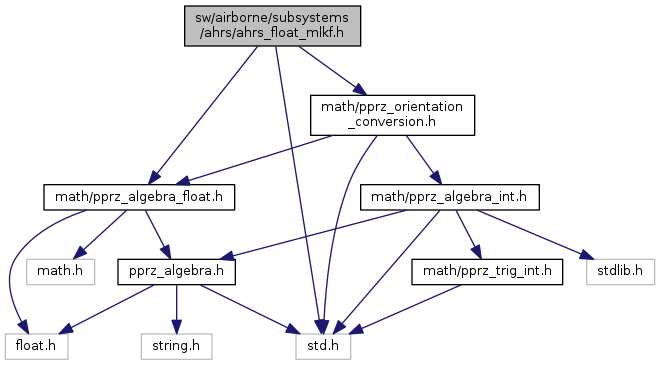 sw/airborne/subsystems
/ahrs/ahrs_float_mlkf.h
math/pprz_orientation
_conversion.h
math/pprz_algebra_float.h
math/pprz_algebra_int.h
math.h
pprz_algebra.h
math/pprz_trig_int.h
stdlib.h
float.h
string.h
std.h